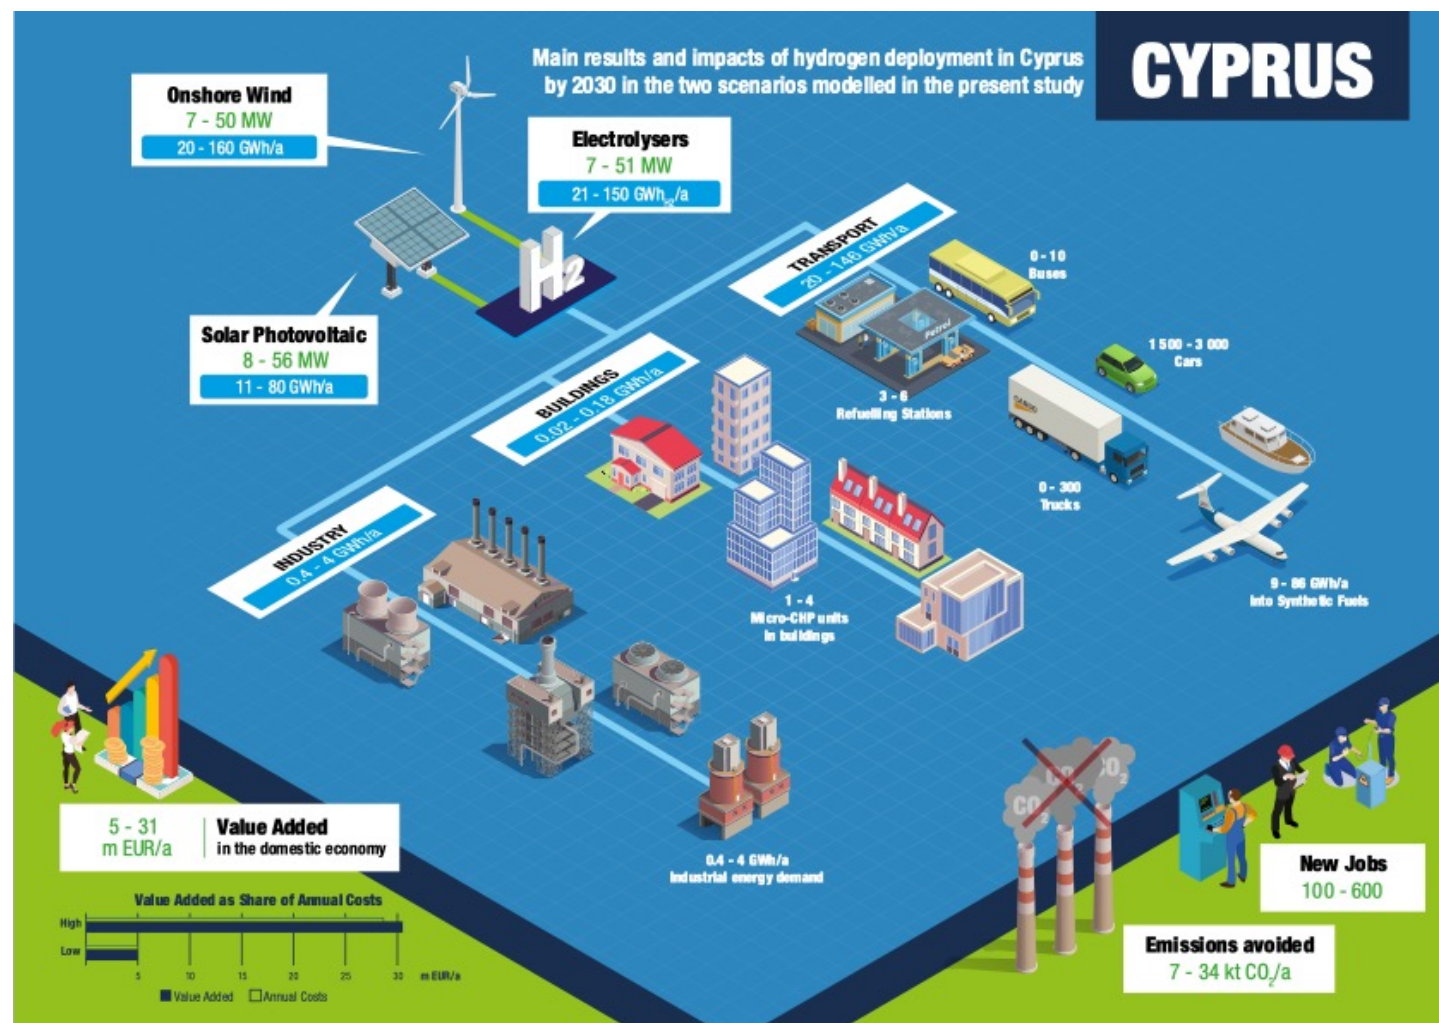 Main results and impacts of hydrogen deployment in Cyprus
by 2030 in the two scenarios modelled in the present study
CYPRUS
Onshore Wind
7 - 50 MW
20 - 160 GWh/a
Electrolysers
7 - 51 MW
21 - 150 GWhH2/a
Solar Photovoltaic
8 - 56 MW
11 - 80 GWh/a
H2
TRANSPORT
20 - 146 GWh/a
0 - 10
Buses
Petrol
3 - 6
Refuelling Stations
1 500 - 3 000
Cars
CARGO
0 - 300
Trucks
9 - 86 GWh/a
into Synthetic Fuels
BUILDINGS
0.02 - 0.18 GWh/a
1 - 4
Micro-CHP units
in buildings
INDUSTRY
0.4 - 4 GWh/a
0.4 - 4 GWh/a
Industrial energy demand
5 - 31
m EUR/a
Value Added
in the domestic economy
Value Added as Share of Annual Costs
High
Low
5 10 15 20 25 30 m EUR/a
Value Added Annual Costs
CO2 CO2 CO2
New Jobs
100 - 600
Emissions avoided
7 - 34 kt CO2/a